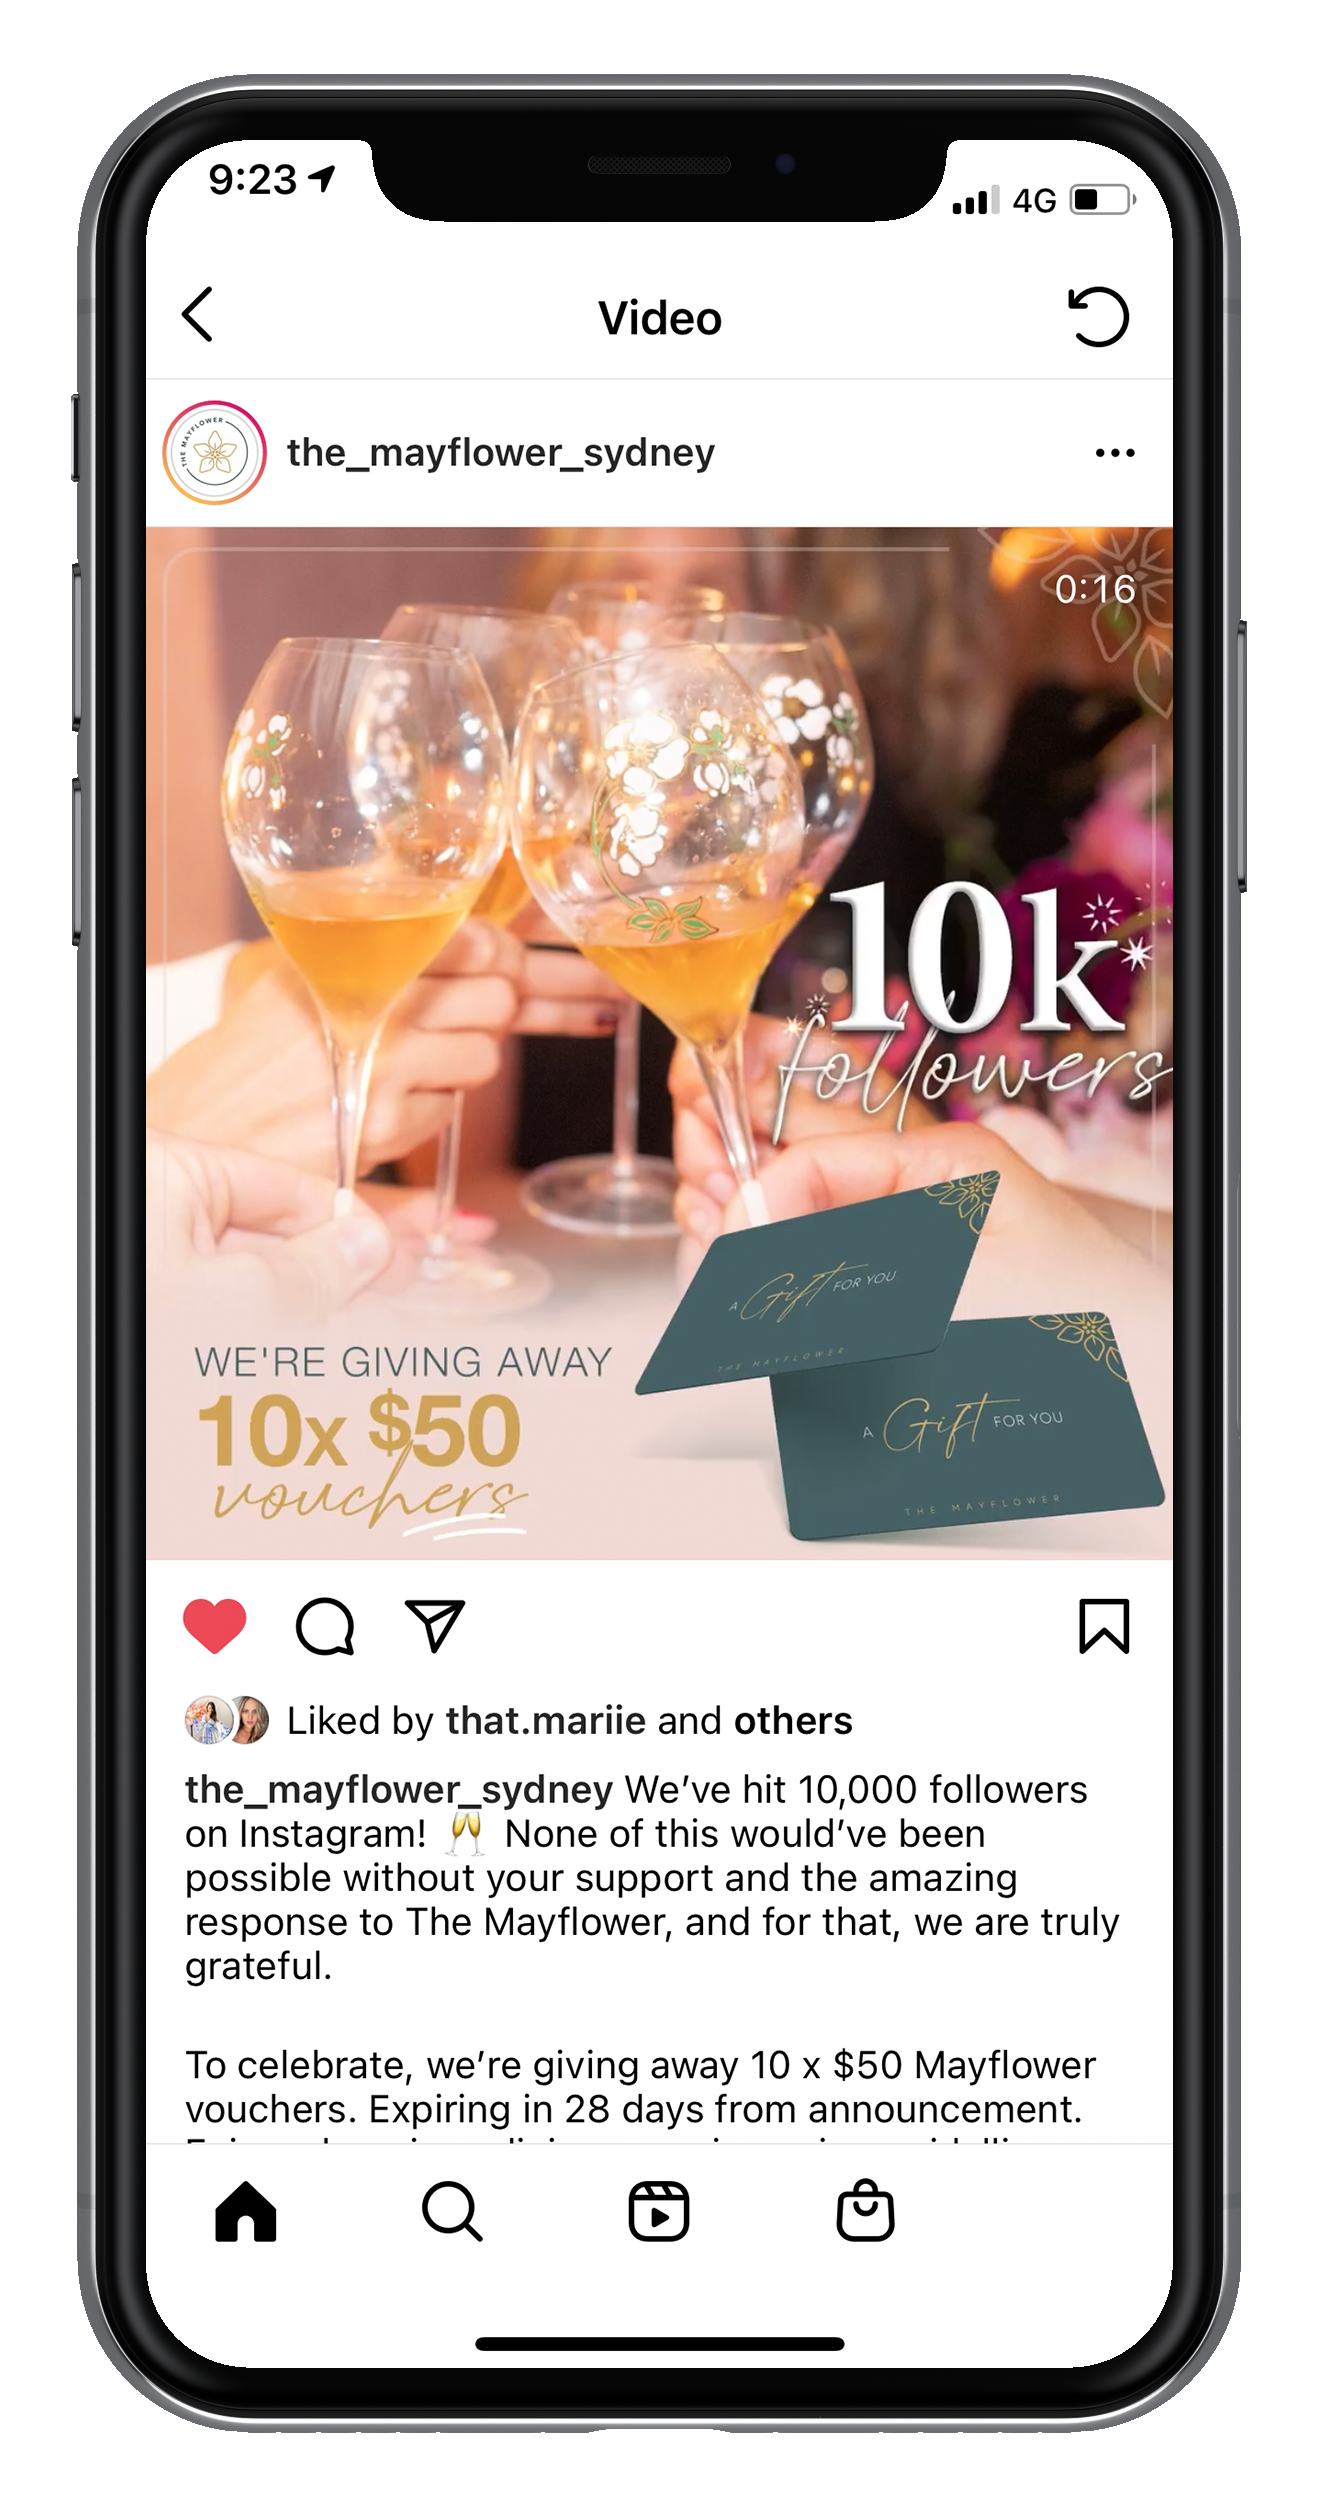 9:23
4G
Video
THE MAYFLOWER
the_mayflower_sydney
0:16
10k
followers
A Gift FOR YOU
THE MAYFLOWER
WE'RE GIVING AWAY
10x $50
vouchers
A Gift FOR YOU
THE MAYFLOWER
Liked by that.mariie and others
the_mayflower_sydney We’ve hit 10,000 followers
on Instagram! 🥂 None of this would’ve been
possible without your support and the amazing
response to The Mayflower, and for that, we are truly
grateful.
To celebrate, we’re giving away 10 x $50 Mayflower
vouchers. Expiring in 28 days from announcement.